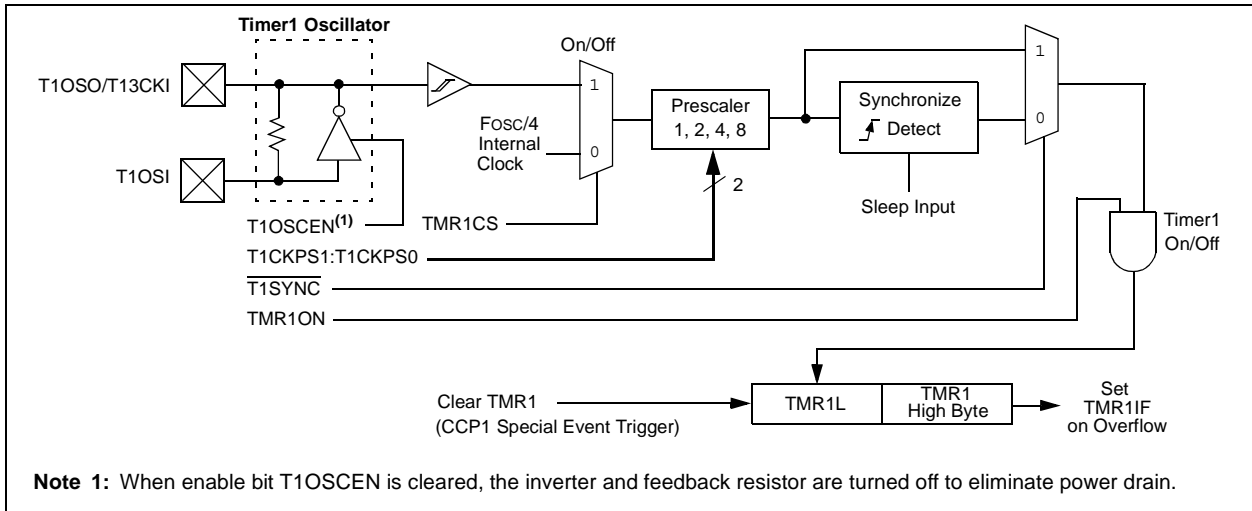 Timer1 Oscillator
On/Off
T1OSO/T13CKI
1
1
Prescaler
1, 2, 4, 8
Synchronize
Detect
FOSC/4
Internal
Clock
0
0
T1OSI
2
Sleep Input
T1OSCEN(1)
TMR1CS
Timer1
On/Off
T1CKPS1:T1CKPS0
T1SYNC
TMR1ON
Clear TMR1
(CCP1 Special Event Trigger)
TMR1L
TMR1
High Byte
Set
TMR1IF
on Overflow
Note 1: When enable bit T1OSCEN is cleared, the inverter and feedback resistor are turned off to eliminate power drain.